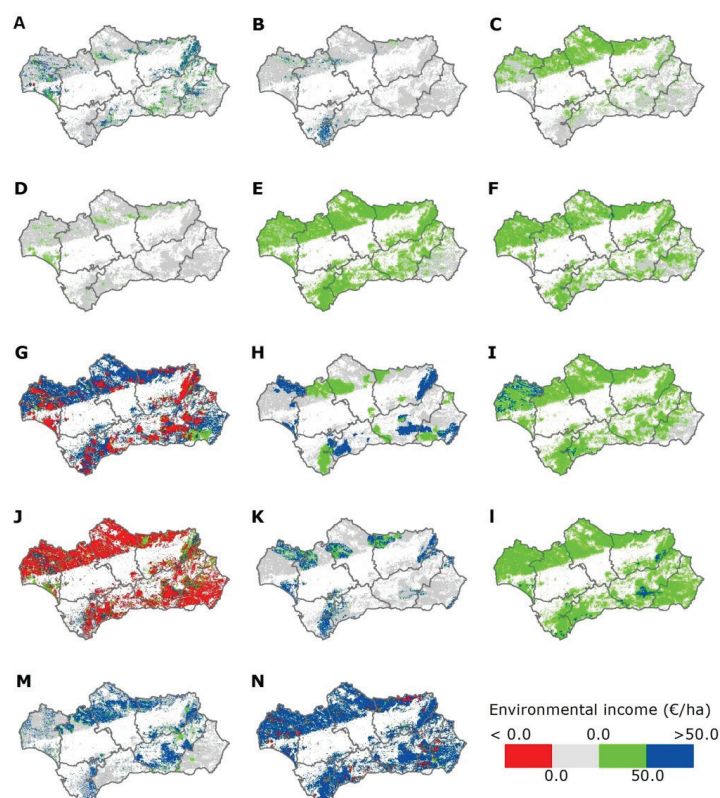 A B C
D E F
G H I
J K l
M N
Environmental income (€/ha)
< 0.0 0.0 >50.0
0.0 50.0